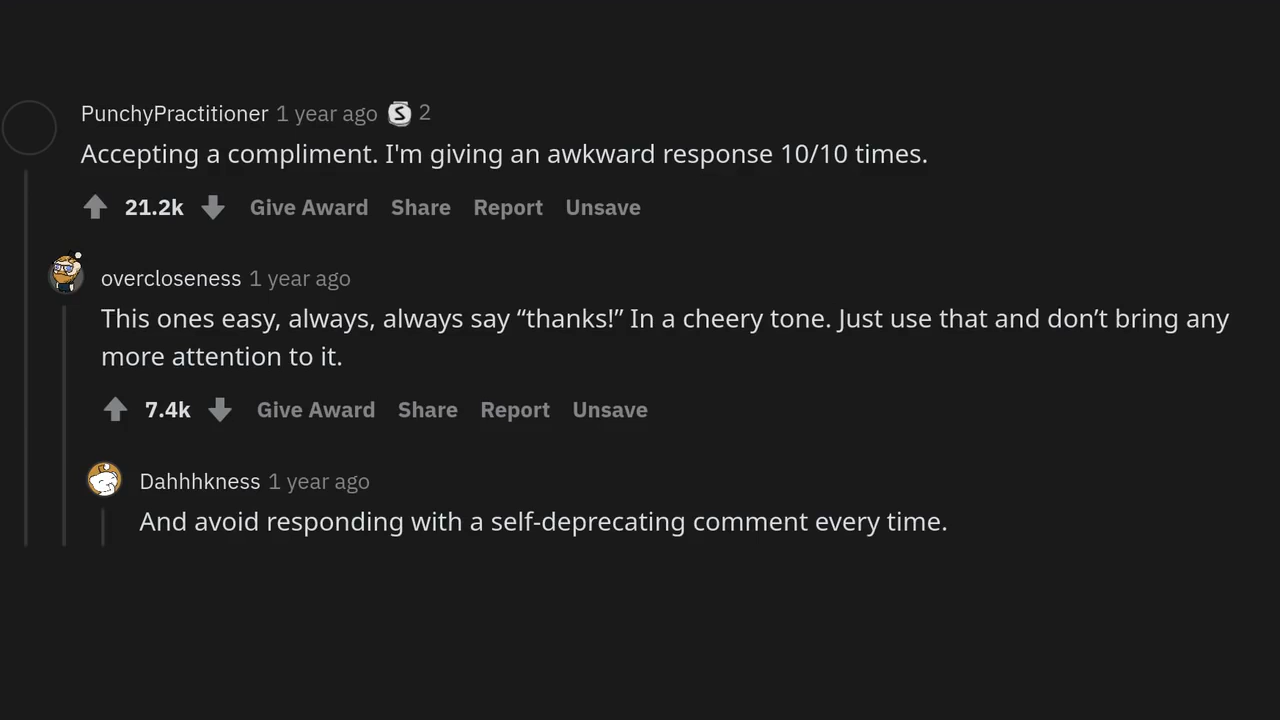 PunchyPractitioner 1 year ago S 2
Accepting a compliment. I'm giving an awkward response 10/10 times.
21.2k Give Award Share Report Unsave
overcloseness 1 year ago
This ones easy, always, always say “thanks!” In a cheery tone. Just use that and don’t bring any
more attention to it.
7.4k Give Award Share Report Unsave
Dahhhkness 1 year ago
And avoid responding with a self-deprecating comment every time.